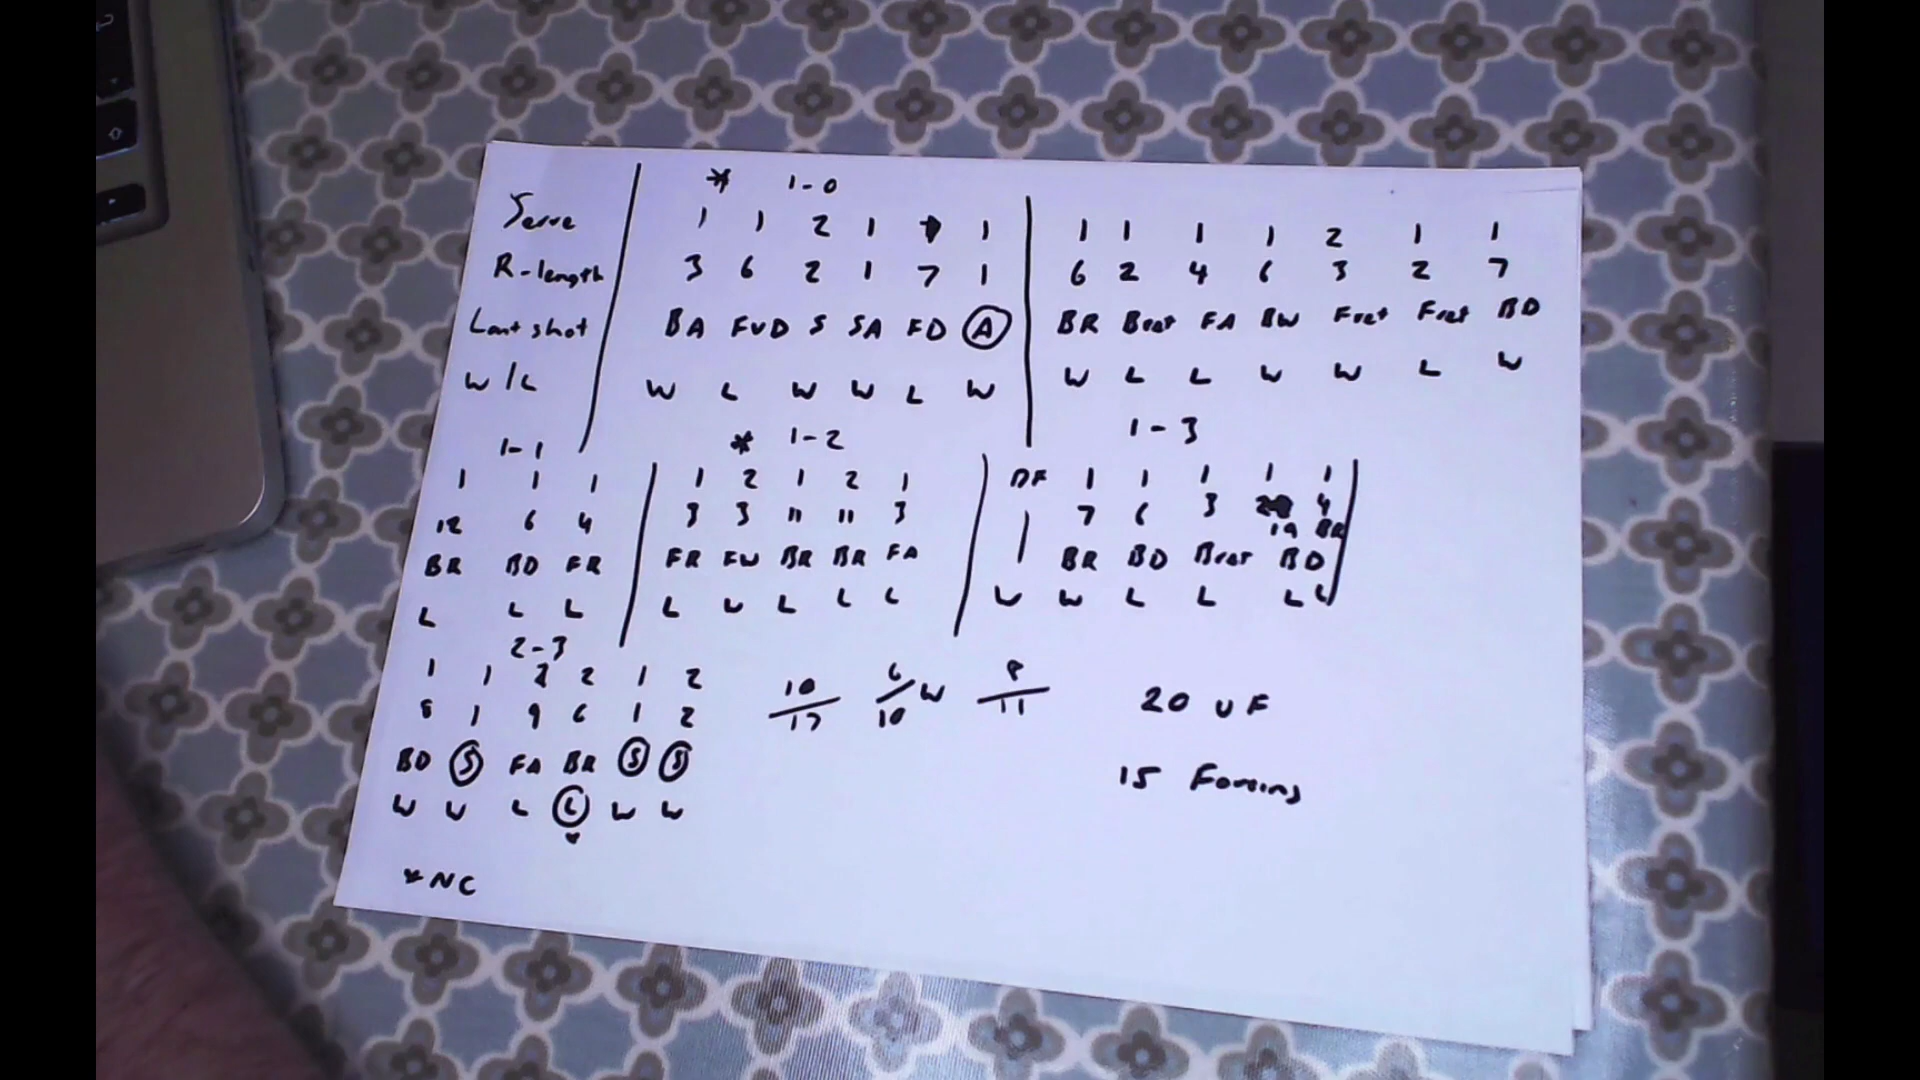 * 1-0
Serve 1 1 2 1 1 1 1 1 1 2 1 1
R-length 3 6 2 1 7 1 6 2 4 6 3 2 7
Last shot BA FVD S SA FD A BR Bret FA BW Fret Fret BD
W/L W L W W L W W L L W W L W
1-1 * 1-2 1-3
1 1 1 1 2 1 2 1 DF 1 1 1 1 1
12 6 4 3 3 11 11 3 | 7 6 3 19 4
BR BD FR FR FW BR BR FA BR BD Bret BD BR
L L L L W L L L W L L L L
2-3
1 1 2 2 1 2
8 1 9 6 1 2
BD S FA BR S S
W W L L W W
10/17 6/10 W 8/11
20 UF
15 Forcing
*NC